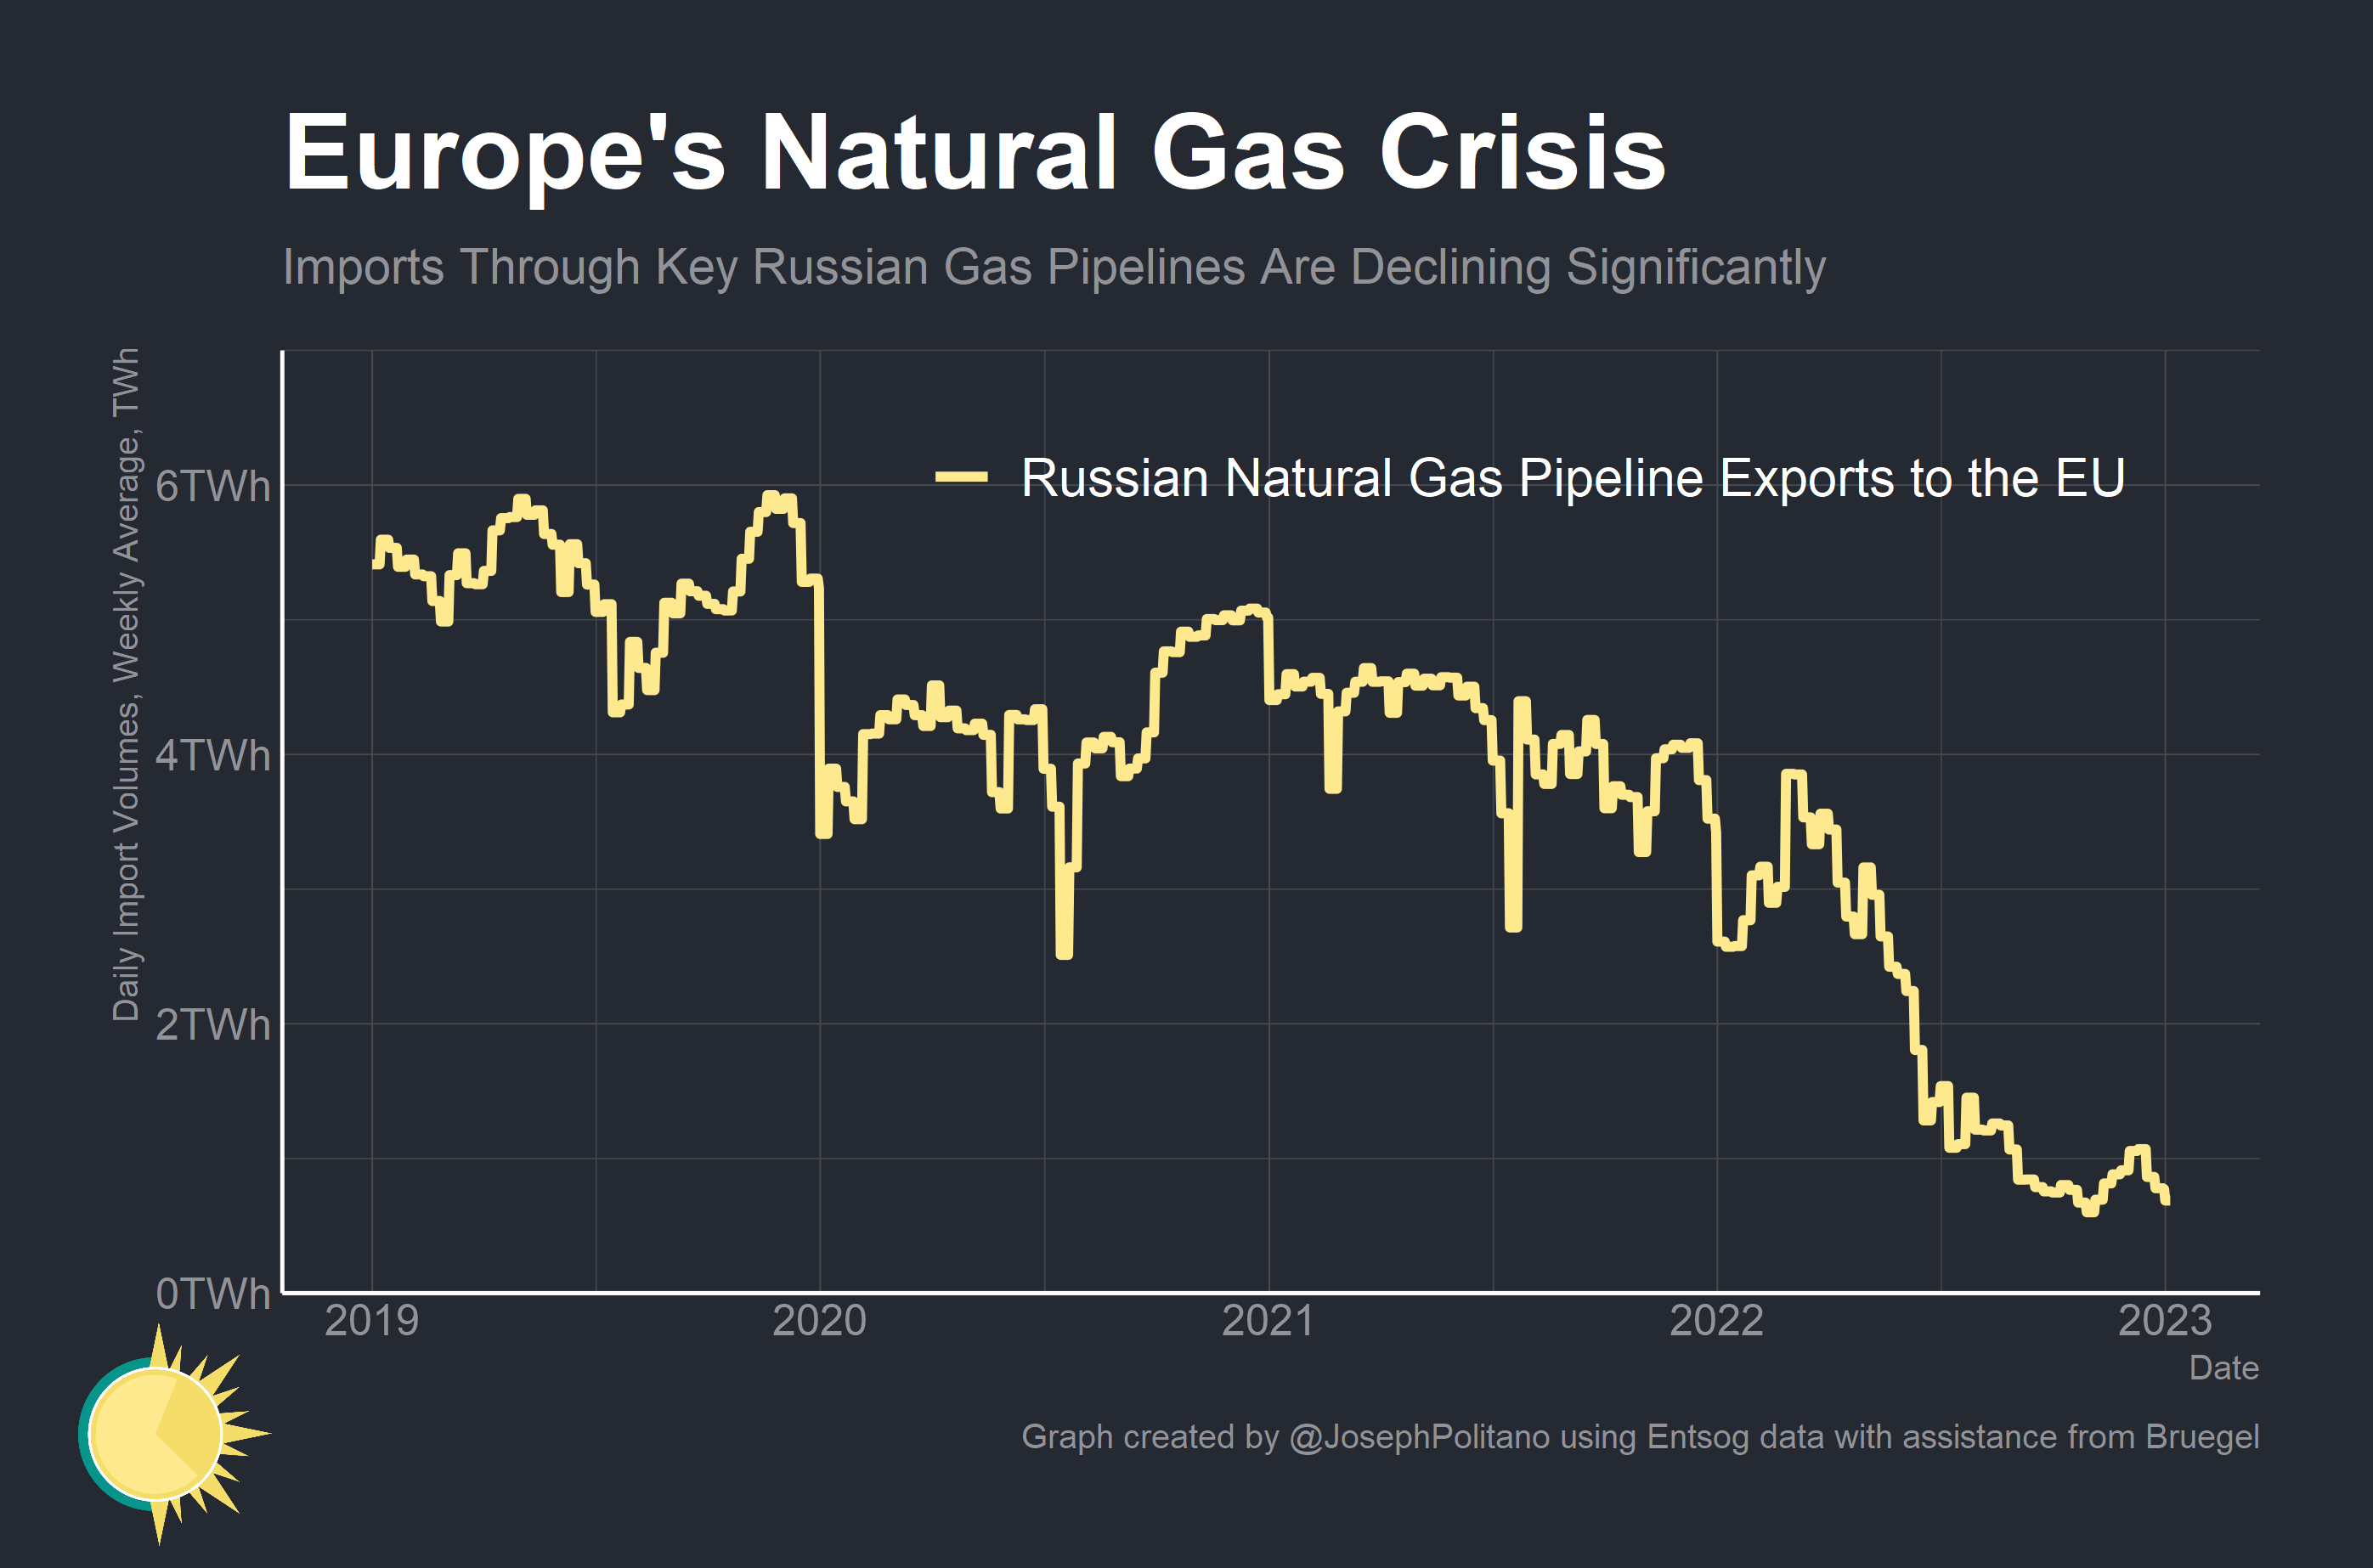 Europe's Natural Gas Crisis
Imports Through Key Russian Gas Pipelines Are Declining Significantly
Daily Import Volumes, Weekly Average, TWh
Russian Natural Gas Pipeline Exports to the EU
6TWh
4TWh
2TWh
0TWh
2019 2020 2021 2022 2023
Date
Graph created by @JosephPolitano using Entsog data with assistance from Bruegel